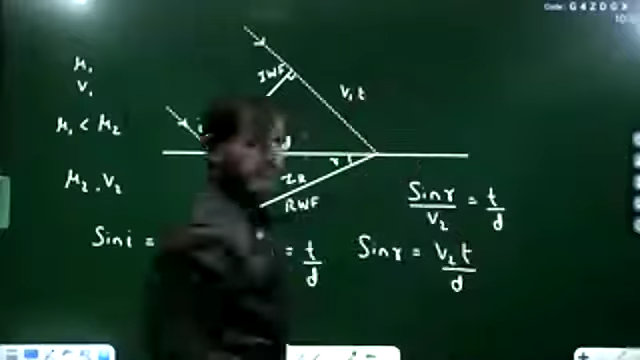 Code: G4ZDGX
μ₁
v₁
IWF
v₁t
μ₁ < μ₂
i
d
r
RWF
μ₂, v₂
Sin r / v₂ = t / d
Sin i =
= t / d
Sin r = v₂t / d